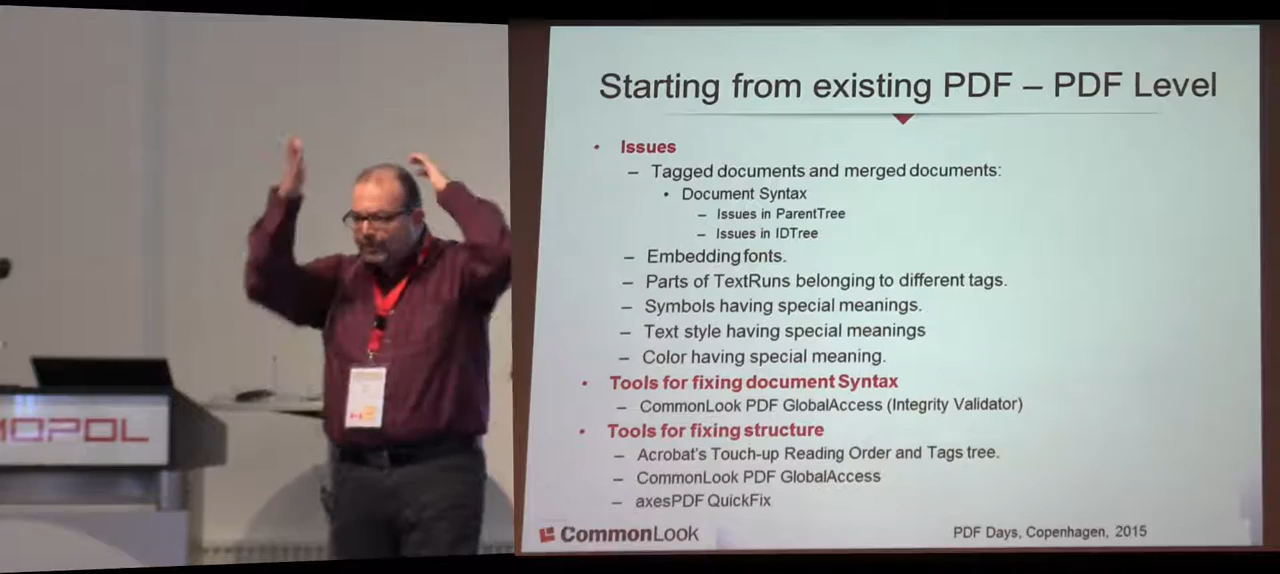 MOPOL
Starting from existing PDF – PDF Level
• Issues
– Tagged documents and merged documents:
• Document Syntax
– Issues in ParentTree
– Issues in IDTree
– Embedding fonts.
– Parts of TextRuns belonging to different tags.
– Symbols having special meanings.
– Text style having special meanings
– Color having special meaning.
• Tools for fixing document Syntax
– CommonLook PDF GlobalAccess (Integrity Validator)
• Tools for fixing structure
– Acrobat's Touch-up Reading Order and Tags tree.
– CommonLook PDF GlobalAccess
– axesPDF QuickFix
CommonLook
PDF Days, Copenhagen, 2015